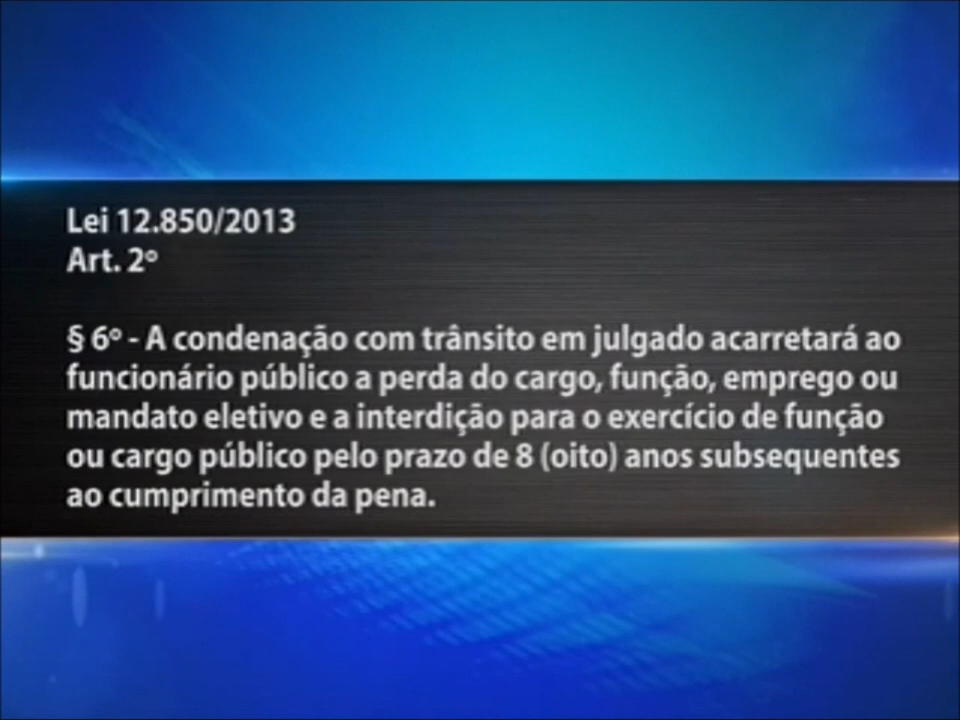 Lei 12.850/2013
Art. 2º
§ 6º - A condenação com trânsito em julgado acarretará ao
funcionário público a perda do cargo, função, emprego ou
mandato eletivo e a interdição para o exercício de função
ou cargo público pelo prazo de 8 (oito) anos subsequentes
ao cumprimento da pena.